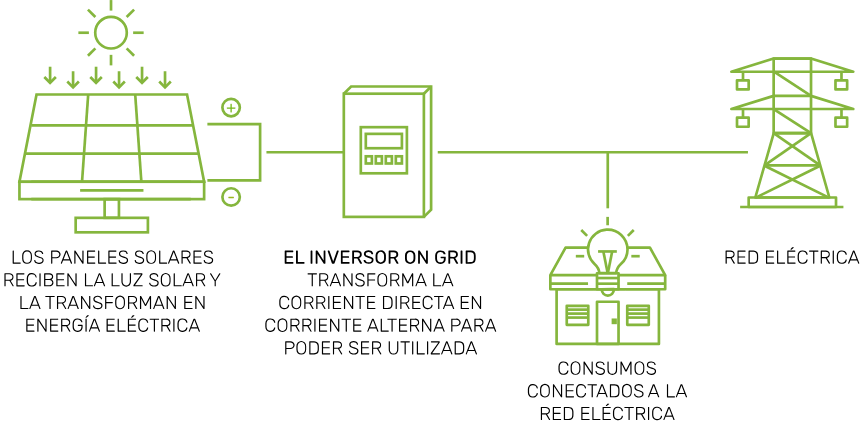 +
-
LOS PANELES SOLARES
RECIBEN LA LUZ SOLAR Y
LA TRANSFORMAN EN
ENERGÍA ELÉCTRICA
EL INVERSOR ON GRID
TRANSFORMA LA
CORRIENTE DIRECTA EN
CORRIENTE ALTERNA PARA
PODER SER UTILIZADA
CONSUMOS
CONECTADOS A LA
RED ELÉCTRICA
RED ELÉCTRICA